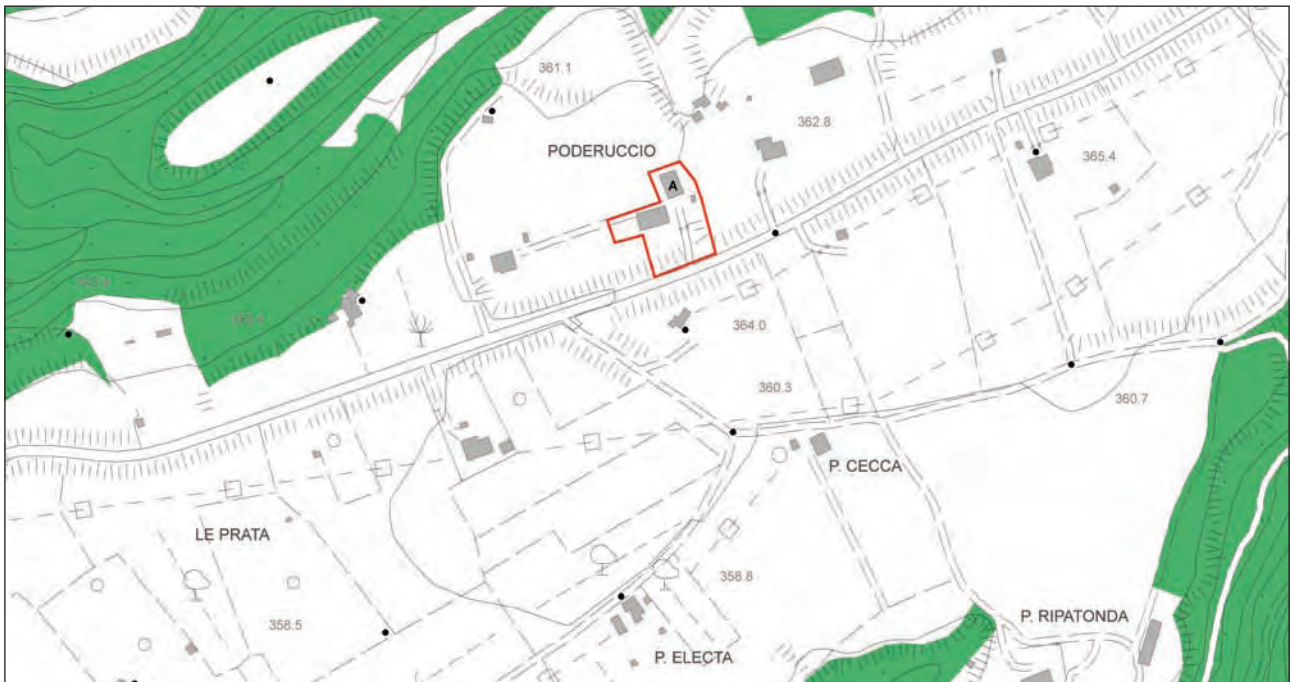 361.1
362.8
PODERUCCIO
365.4
A
364.0
360.3
360.7
P. CECCA
LE PRATA
358.8
358.5
P. RIPATONDA
P. ELECTA